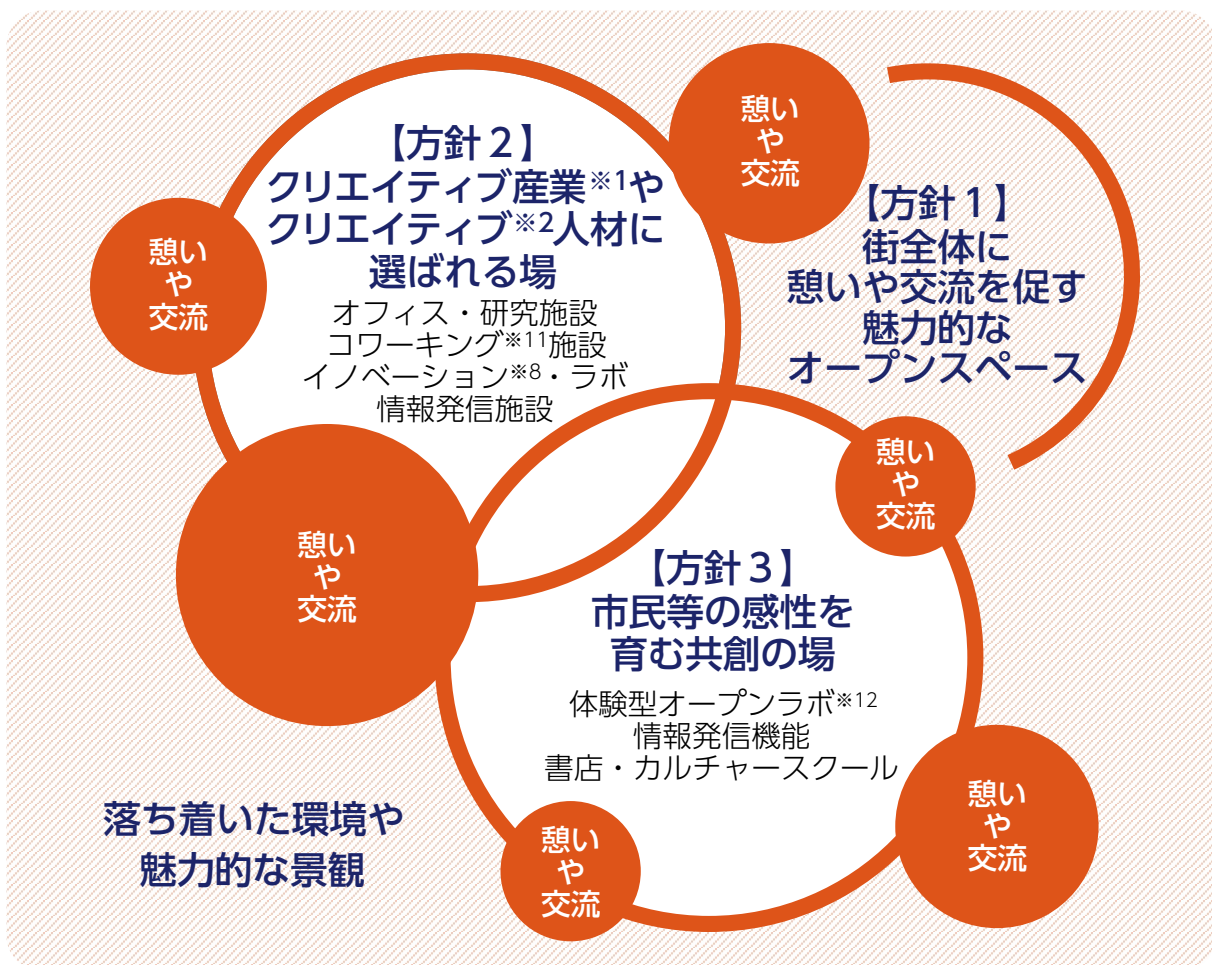 【方針２】
クリエイティブ産業※1や
クリエイティブ※2人材に
選ばれる場
オフィス・研究施設
コワーキング※11施設
イノベーション※8・ラボ
情報発信施設
憩い
や
交流
【方針１】
街全体に
憩いや交流を促す
魅力的な
オープンスペース
憩い
や
交流
憩い
や
交流
憩い
や
交流
【方針３】
市民等の感性を
育む共創の場
体験型オープンラボ※12
情報発信機能
書店・カルチャースクール
憩い
や
交流
憩い
や
交流
落ち着いた環境や
魅力的な景観